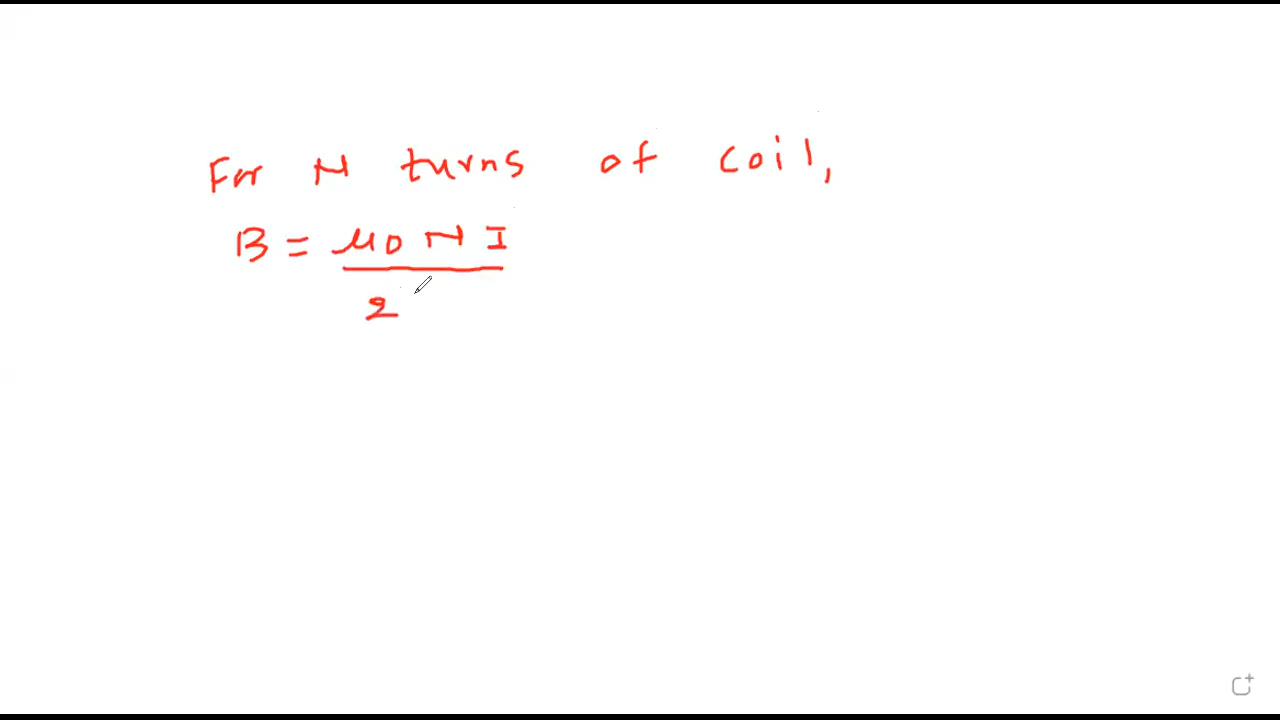 For N turns of coil,
B = μ0 N I
2